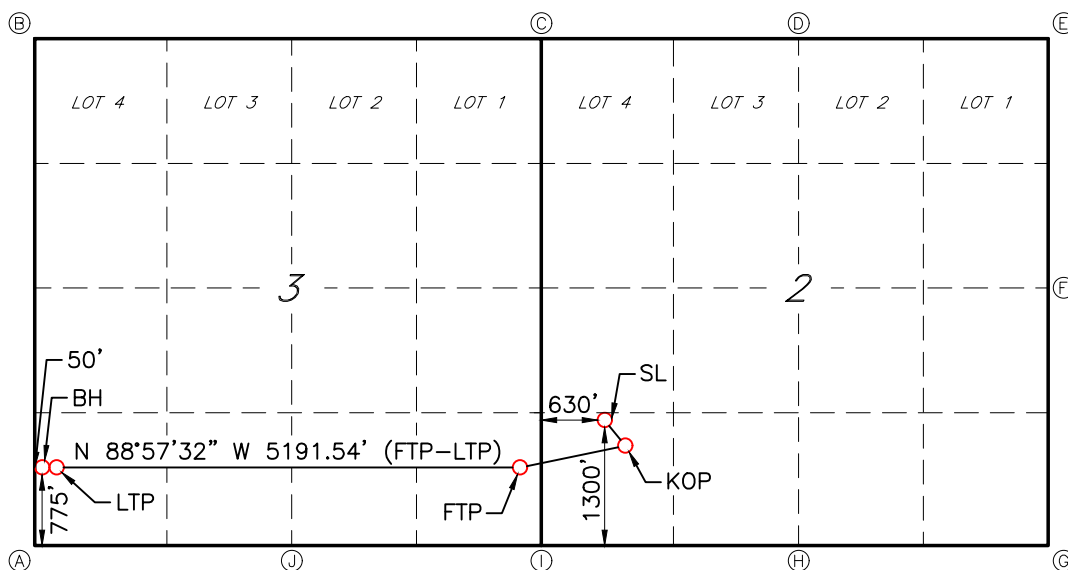 B C D E
LOT 4 LOT 3 LOT 2 LOT 1 LOT 4 LOT 3 LOT 2 LOT 1
3 2 F
50'
SL
BH
630'
N 88°57'32" W 5191.54' (FTP-LTP)
KOP
LTP
FTP
775'
1300'
A J I H G